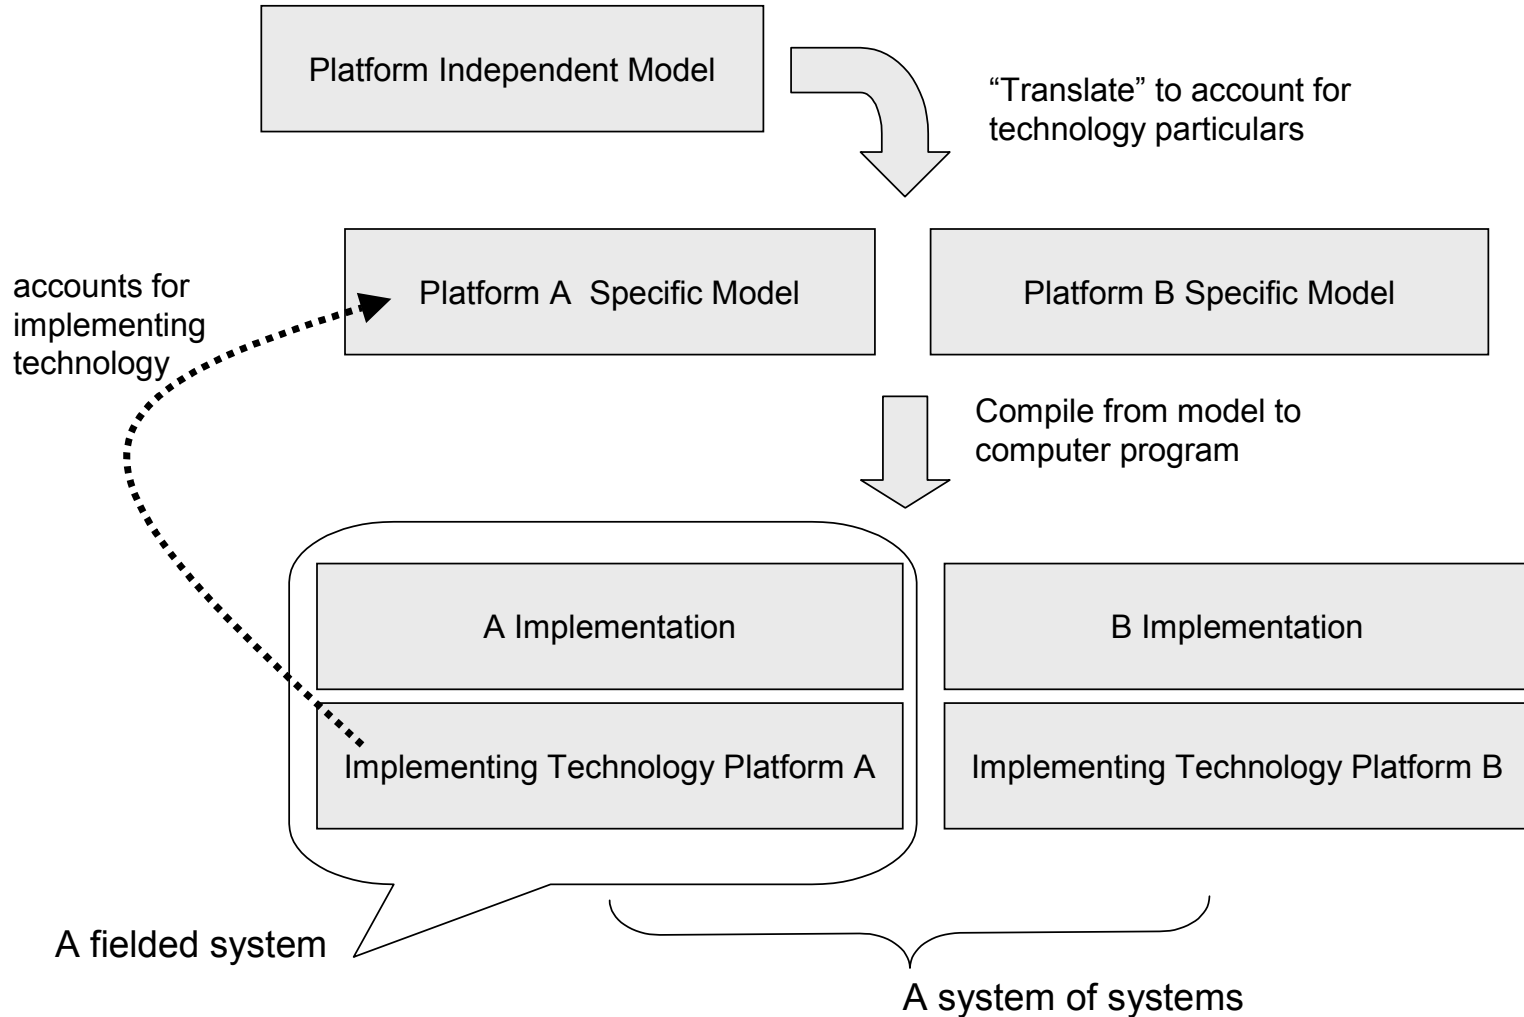 Platform Independent Model
“Translate” to account for
technology particulars
accounts for
implementing
technology
Platform A  Specific Model
Platform B Specific Model
Compile from model to
computer program
A Implementation
B Implementation
Implementing Technology Platform A
Implementing Technology Platform B
A fielded system
A system of systems